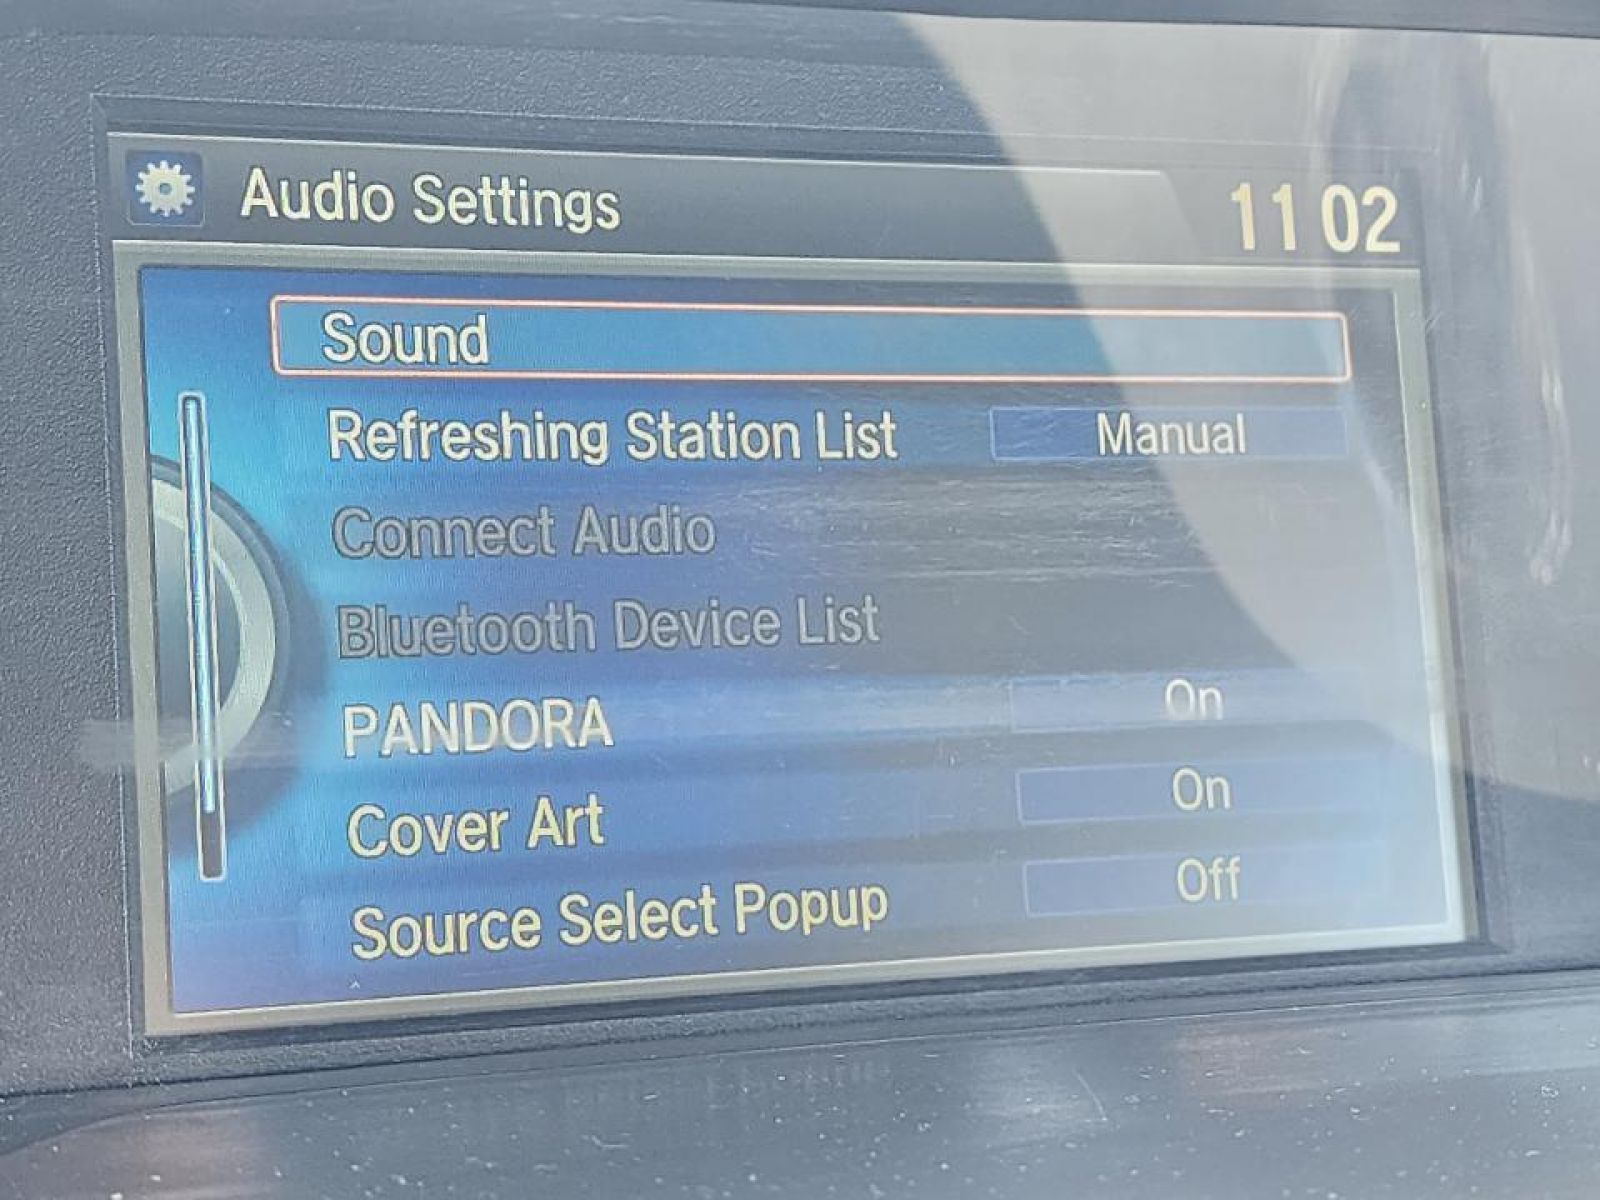 Audio Settings
11 02
Sound
Refreshing Station List Manual
Connect Audio
Bluetooth Device List
PANDORA On
Cover Art On
Source Select Popup Off